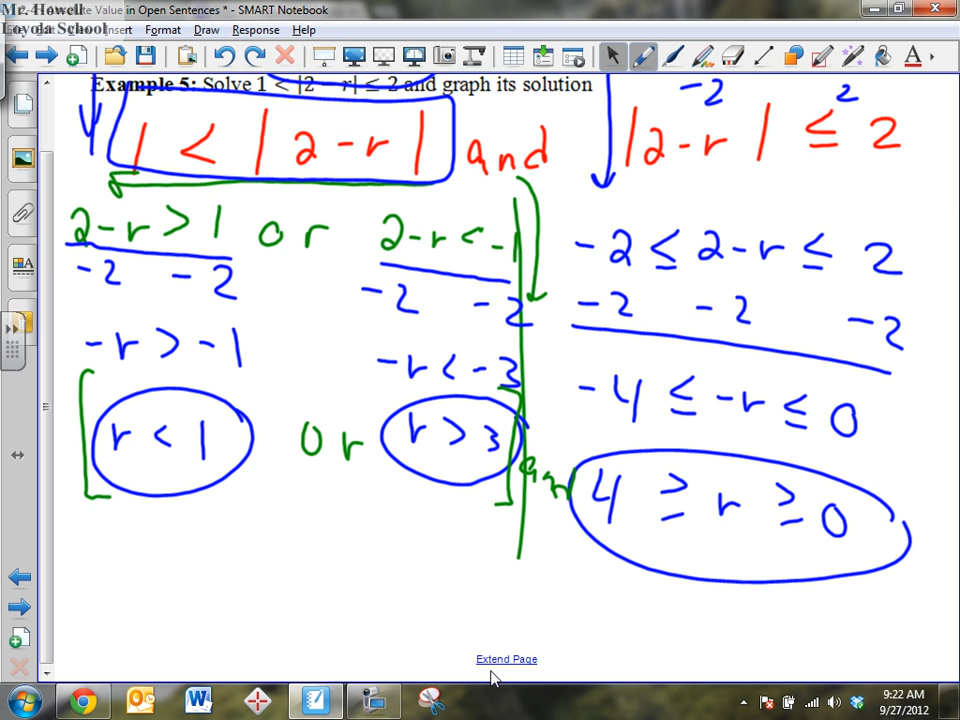 Mr. Howell
Loyola School
Absolute Value in Open Sentences * - SMART Notebook
Insert Format Draw Response Help
Example 5: Solve 1 < |2 - r| ≤ 2 and graph its solution
-2 2
1 < |2-r| and |2-r| ≤ 2
2-r > 1 or 2-r < -1
-2 ≤ 2-r ≤ 2
-2 -2 -2 -2
-2 -2 -2
-r > -1 -r < -3
-4 ≤ -r ≤ 0
[r < 1 or r > 3] and 4 ≥ r ≥ 0
Extend Page
9:22 AM
9/27/2012